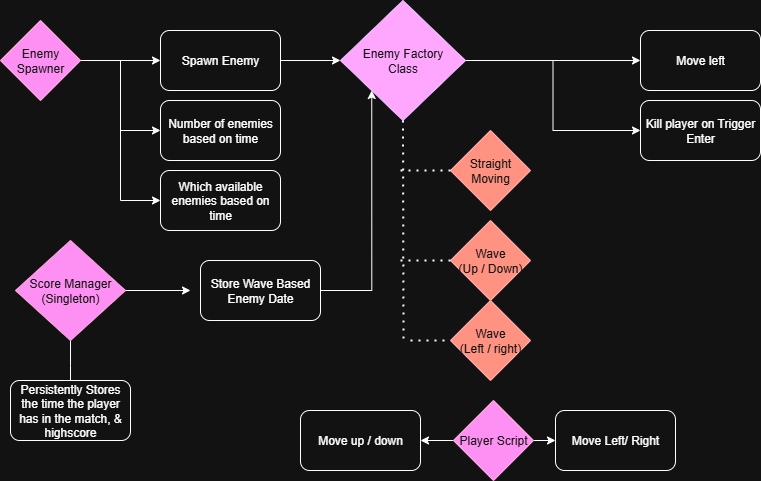 Enemy
Spawner
Spawn Enemy
Enemy Factory
Class
Move left
Number of enemies
based on time
Kill player on Trigger
Enter
Which available
enemies based on
time
Straight
Moving
Wave
(Up / Down)
Score Manager
(Singleton)
Store Wave Based
Enemy Date
Wave
(Left / right)
Persistently Stores
the time the player
has in the match, &
highscore
Move up / down
Player Script
Move Left/ Right